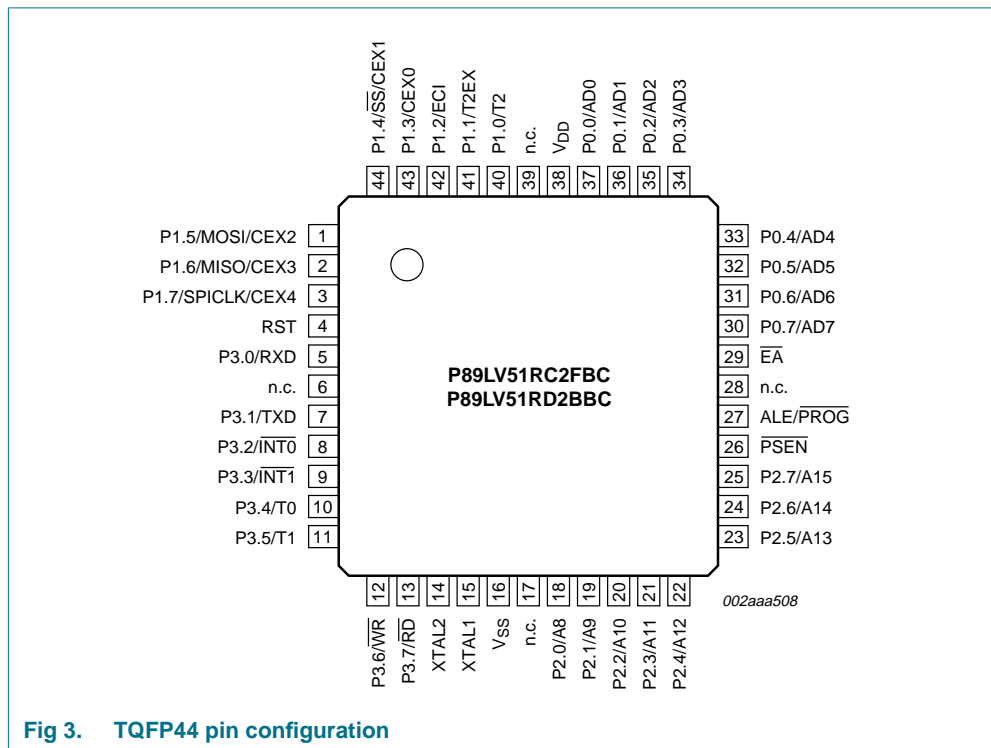 P1.4/S̅S̅/CEX1
P1.3/CEX0
P1.2/ECI
P1.1/T2EX
P1.0/T2
n.c.
VDD
P0.0/AD0
P0.1/AD1
P0.2/AD2
P0.3/AD3
44
43
42
41
40
39
38
37
36
35
34
P1.5/MOSI/CEX2 1
P1.6/MISO/CEX3 2
P1.7/SPICLK/CEX4 3
RST 4
P3.0/RXD 5
n.c. 6
P3.1/TXD 7
P3.2/I̅N̅T̅0̅ 8
P3.3/I̅N̅T̅1̅ 9
P3.4/T0 10
P3.5/T1 11
P89LV51RC2FBC
P89LV51RD2BBC
33 P0.4/AD4
32 P0.5/AD5
31 P0.6/AD6
30 P0.7/AD7
29 E̅A̅
28 n.c.
27 ALE/P̅R̅O̅G̅
26 P̅S̅E̅N̅
25 P2.7/A15
24 P2.6/A14
23 P2.5/A13
12
13
14
15
16
17
18
19
20
21
22
P3.6/W̅R̅
P3.7/R̅D̅
XTAL2
XTAL1
VSS
n.c.
P2.0/A8
P2.1/A9
P2.2/A10
P2.3/A11
P2.4/A12
002aaa508
Fig 3. TQFP44 pin configuration